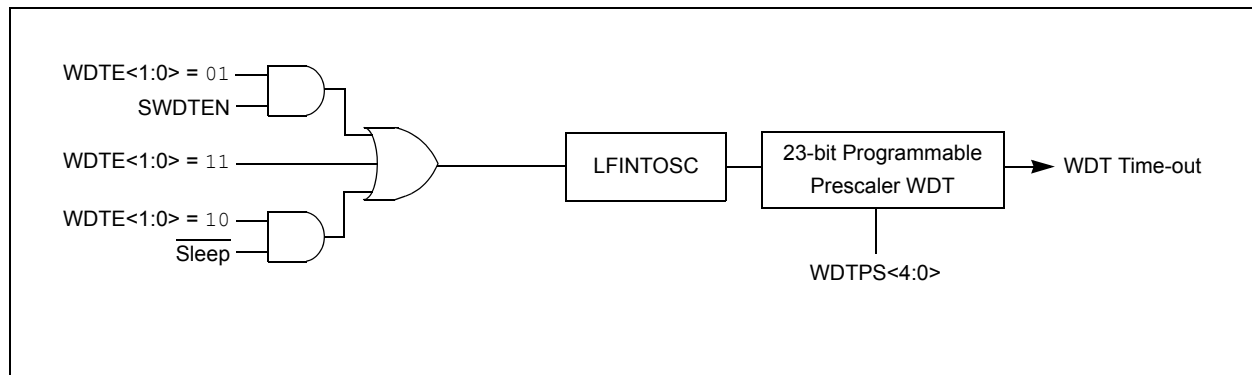 WDTE<1:0> = 01
SWDTEN
WDTE<1:0> = 11
WDTE<1:0> = 10
Sleep
LFINTOSC
23-bit Programmable
Prescaler WDT
WDT Time-out
WDTPS<4:0>